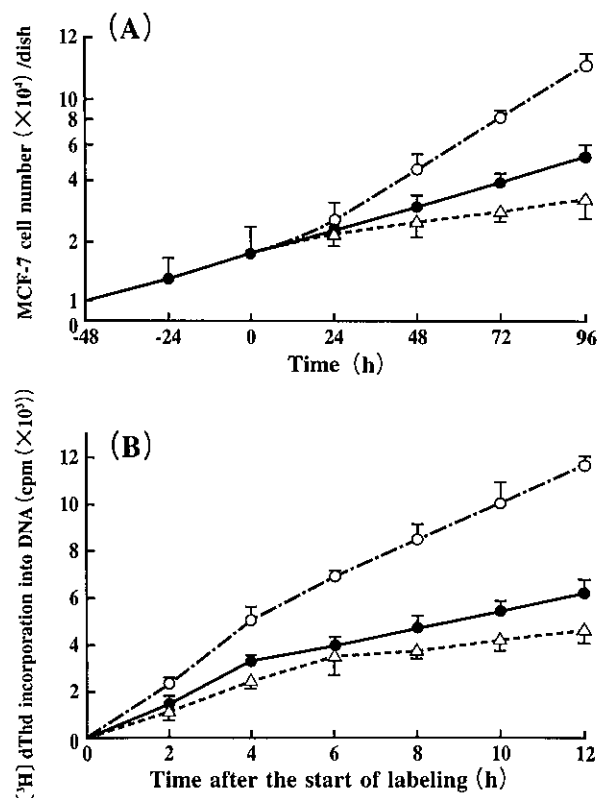 (A)
MCF-7 cell number (×10⁴) /dish
12
10
8
6
4
2
1
0
-48 -24 0 24 48 72 96
Time (h)
(B)
[³H] dThd incorporation into DNA (cpm (×10³))
12
10
8
6
4
2
0
0 2 4 6 8 10 12
Time after the start of labeling (h)